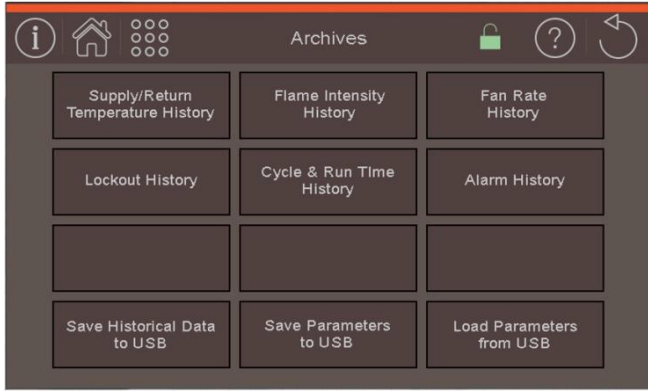 i
Archives
?
Supply/Return
Temperature History
Flame Intensity
History
Fan Rate
History
Lockout History
Cycle & Run TIme
History
Alarm History
Save Historical Data
to USB
Save Parameters
to USB
Load Parameters
from USB